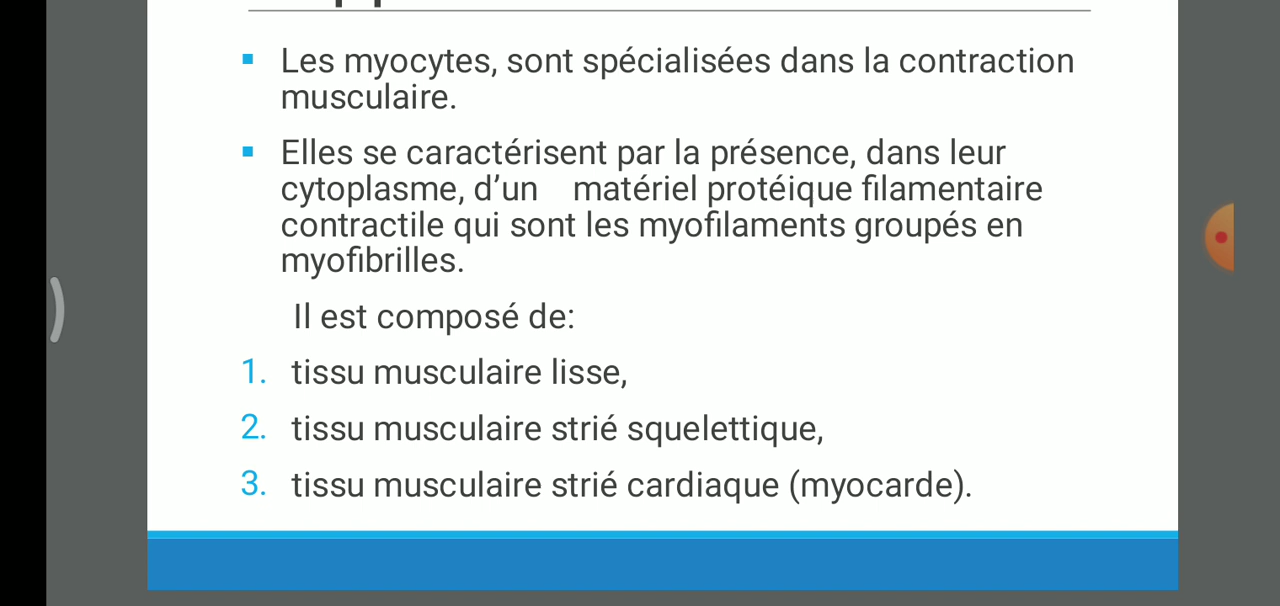 Les myocytes, sont spécialisées dans la contraction
musculaire.
Elles se caractérisent par la présence, dans leur
cytoplasme, d’un matériel protéique filamentaire
contractile qui sont les myofilaments groupés en
myofibrilles.
Il est composé de:
1. tissu musculaire lisse,
2. tissu musculaire strié squelettique,
3. tissu musculaire strié cardiaque (myocarde).